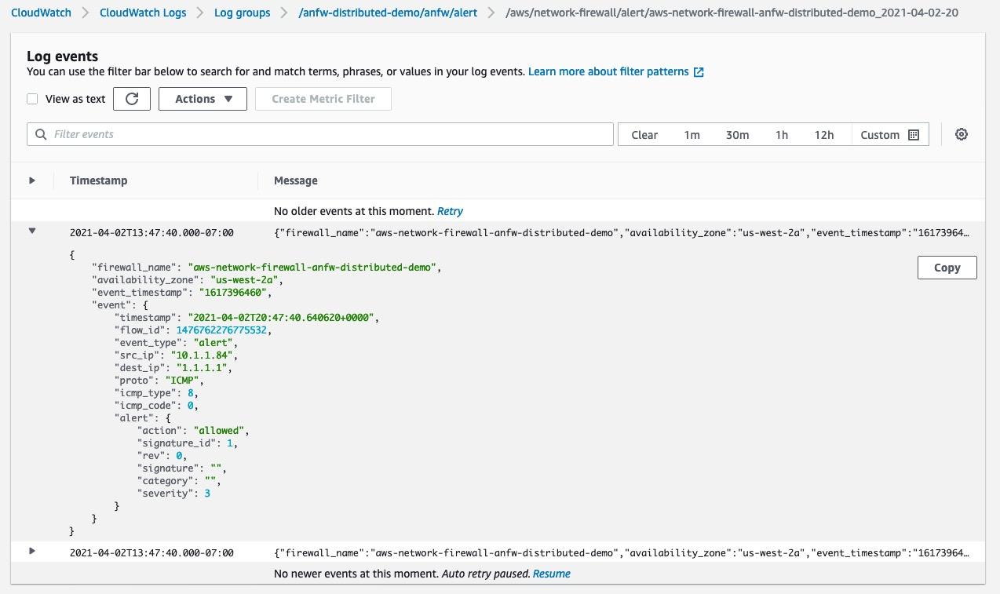 CloudWatch > CloudWatch Logs > Log groups > /anfw-distributed-demo/anfw/alert > /aws/network-firewall/alert/aws-network-firewall-anfw-distributed-demo_2021-04-02-20
Log events
You can use the filter bar below to search for and match terms, phrases, or values in your log events. Learn more about filter patterns
View as text Actions Create Metric Filter
Filter events Clear 1m 30m 1h 12h Custom
Timestamp Message
No older events at this moment. Retry
2021-04-02T13:47:40.000-07:00 {"firewall_name":"aws-network-firewall-anfw-distributed-demo","availability_zone":"us-west-2a","event_timestamp":"16173964…
{
"firewall_name": "aws-network-firewall-anfw-distributed-demo",
Copy
"availability_zone": "us-west-2a",
"event_timestamp": "1617396460",
"event": {
"timestamp": "2021-04-02T20:47:40.640620+0000",
"flow_id": 1476762276775532,
"event_type": "alert",
"src_ip": "10.1.1.84",
"dest_ip": "1.1.1.1",
"proto": "ICMP",
"icmp_type": 8,
"icmp_code": 0,
"alert": {
"action": "allowed",
"signature_id": 1,
"rev": 0,
"signature": "",
"category": "",
"severity": 3
}
}
}
2021-04-02T13:47:40.000-07:00 {"firewall_name":"aws-network-firewall-anfw-distributed-demo","availability_zone":"us-west-2a","event_timestamp":"16173964…
No newer events at this moment. Auto retry paused. Resume